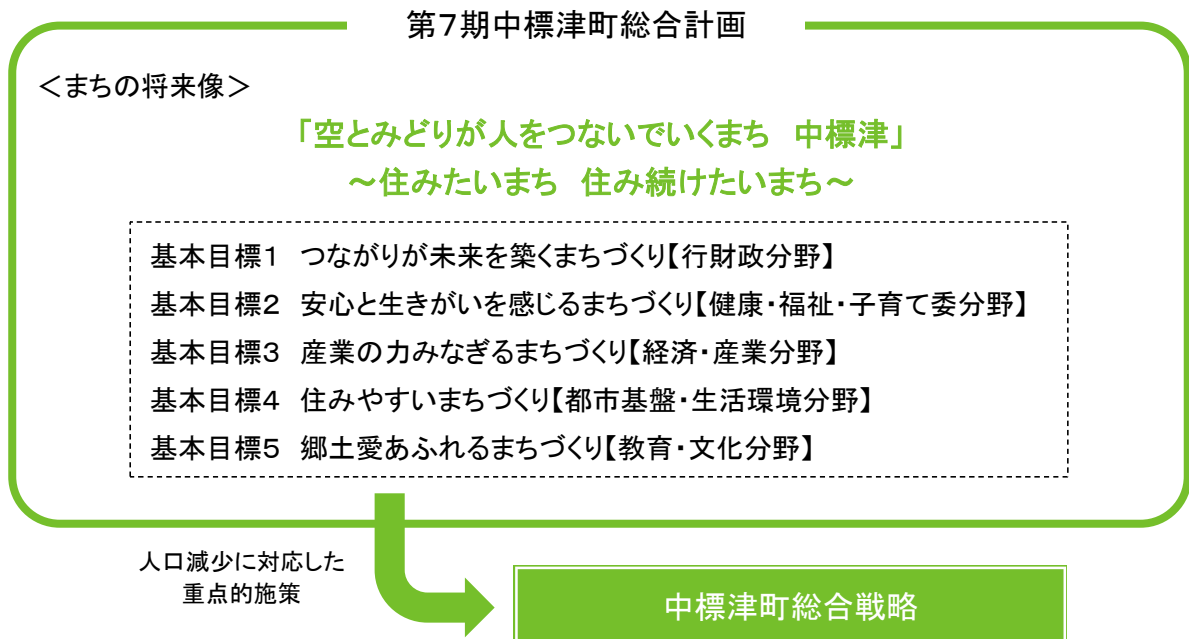 第7期中標津町総合計画
＜まちの将来像＞
「空とみどりが人をつないでいくまち　中標津」
～住みたいまち　住み続けたいまち～
基本目標1　つながりが未来を築くまちづくり【行財政分野】
基本目標2　安心と生きがいを感じるまちづくり【健康・福祉・子育て委分野】
基本目標3　産業の力みなぎるまちづくり【経済・産業分野】
基本目標4　住みやすいまちづくり【都市基盤・生活環境分野】
基本目標5　郷土愛あふれるまちづくり【教育・文化分野】
人口減少に対応した
重点的施策
中標津町総合戦略